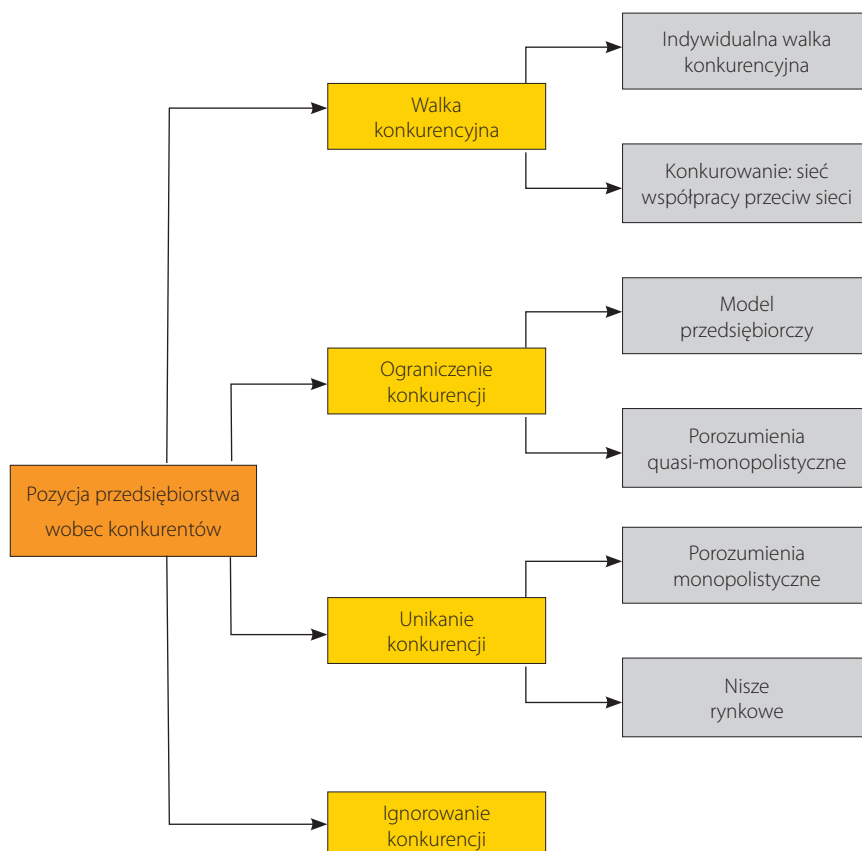 Indywidualna walka
konkurencyjna
Walka
konkurencyjna
Konkurowanie: sieć
współpracy przeciw sieci
Model
przedsiębiorczy
Ograniczenie
konkurencji
Porozumienia
quasi-monopolistyczne
Pozycja przedsiębiorstwa
wobec konkurentów
Porozumienia
monopolistyczne
Unikanie
konkurencji
Nisze
rynkowe
Ignorowanie
konkurencji